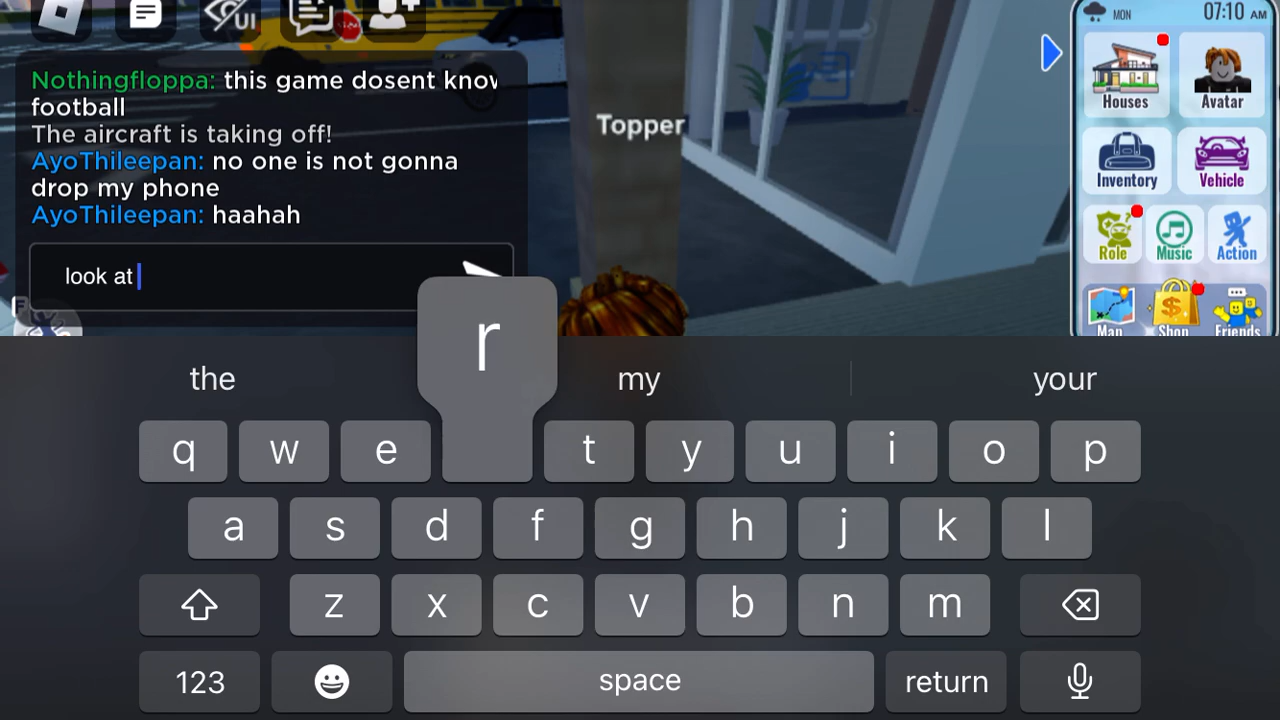 UI
MON
07:10 AM
Nothingfloppa: this game dosent know
football
The aircraft is taking off!
AyoThileepan: no one is not gonna
drop my phone
AyoThileepan: haahah
Topper
Houses
Avatar
Inventory
Vehicle
Role
Music
Action
Map
Shop
Friends
look at
F
r
the
my
your
q w e t y u i o p
a s d f g h j k l
z x c v b n m
123
space
return